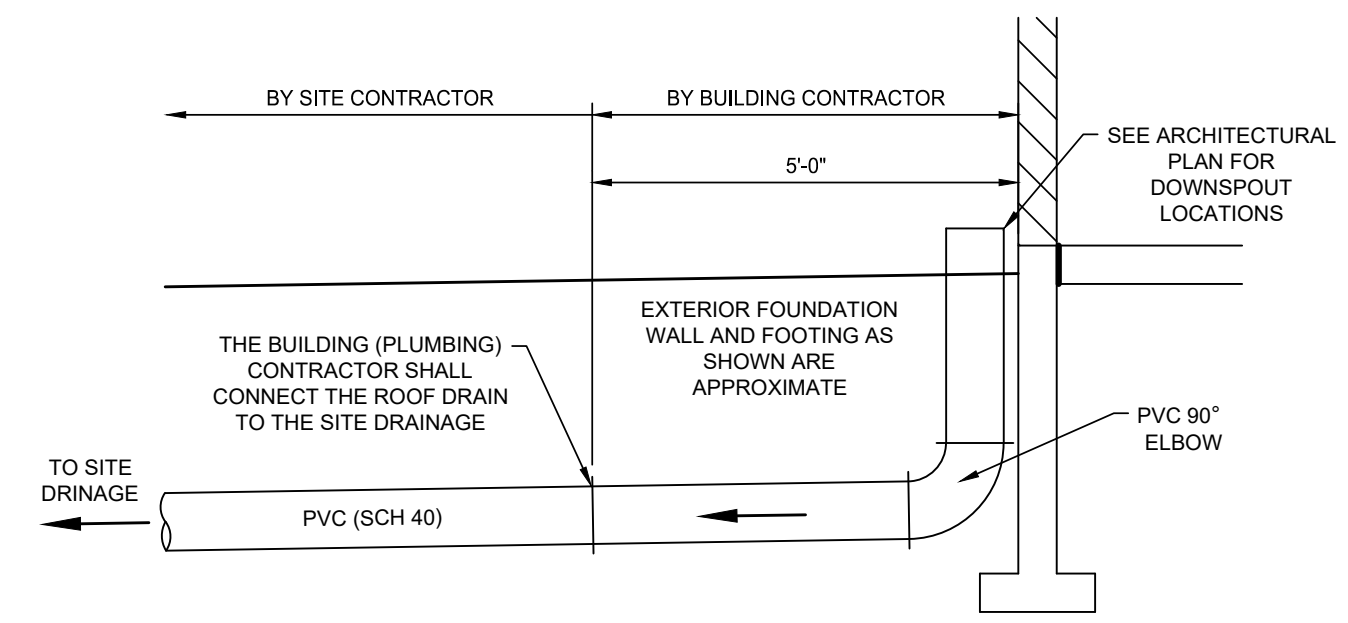 BY SITE CONTRACTOR
BY BUILDING CONTRACTOR
5'-0"
SEE ARCHITECTURAL
PLAN FOR
DOWNSPOUT
LOCATIONS
EXTERIOR FOUNDATION
WALL AND FOOTING AS
SHOWN ARE
APPROXIMATE
THE BUILDING (PLUMBING)
CONTRACTOR SHALL
CONNECT THE ROOF DRAIN
TO THE SITE DRAINAGE
PVC 90°
ELBOW
TO SITE
DRINAGE
PVC (SCH 40)